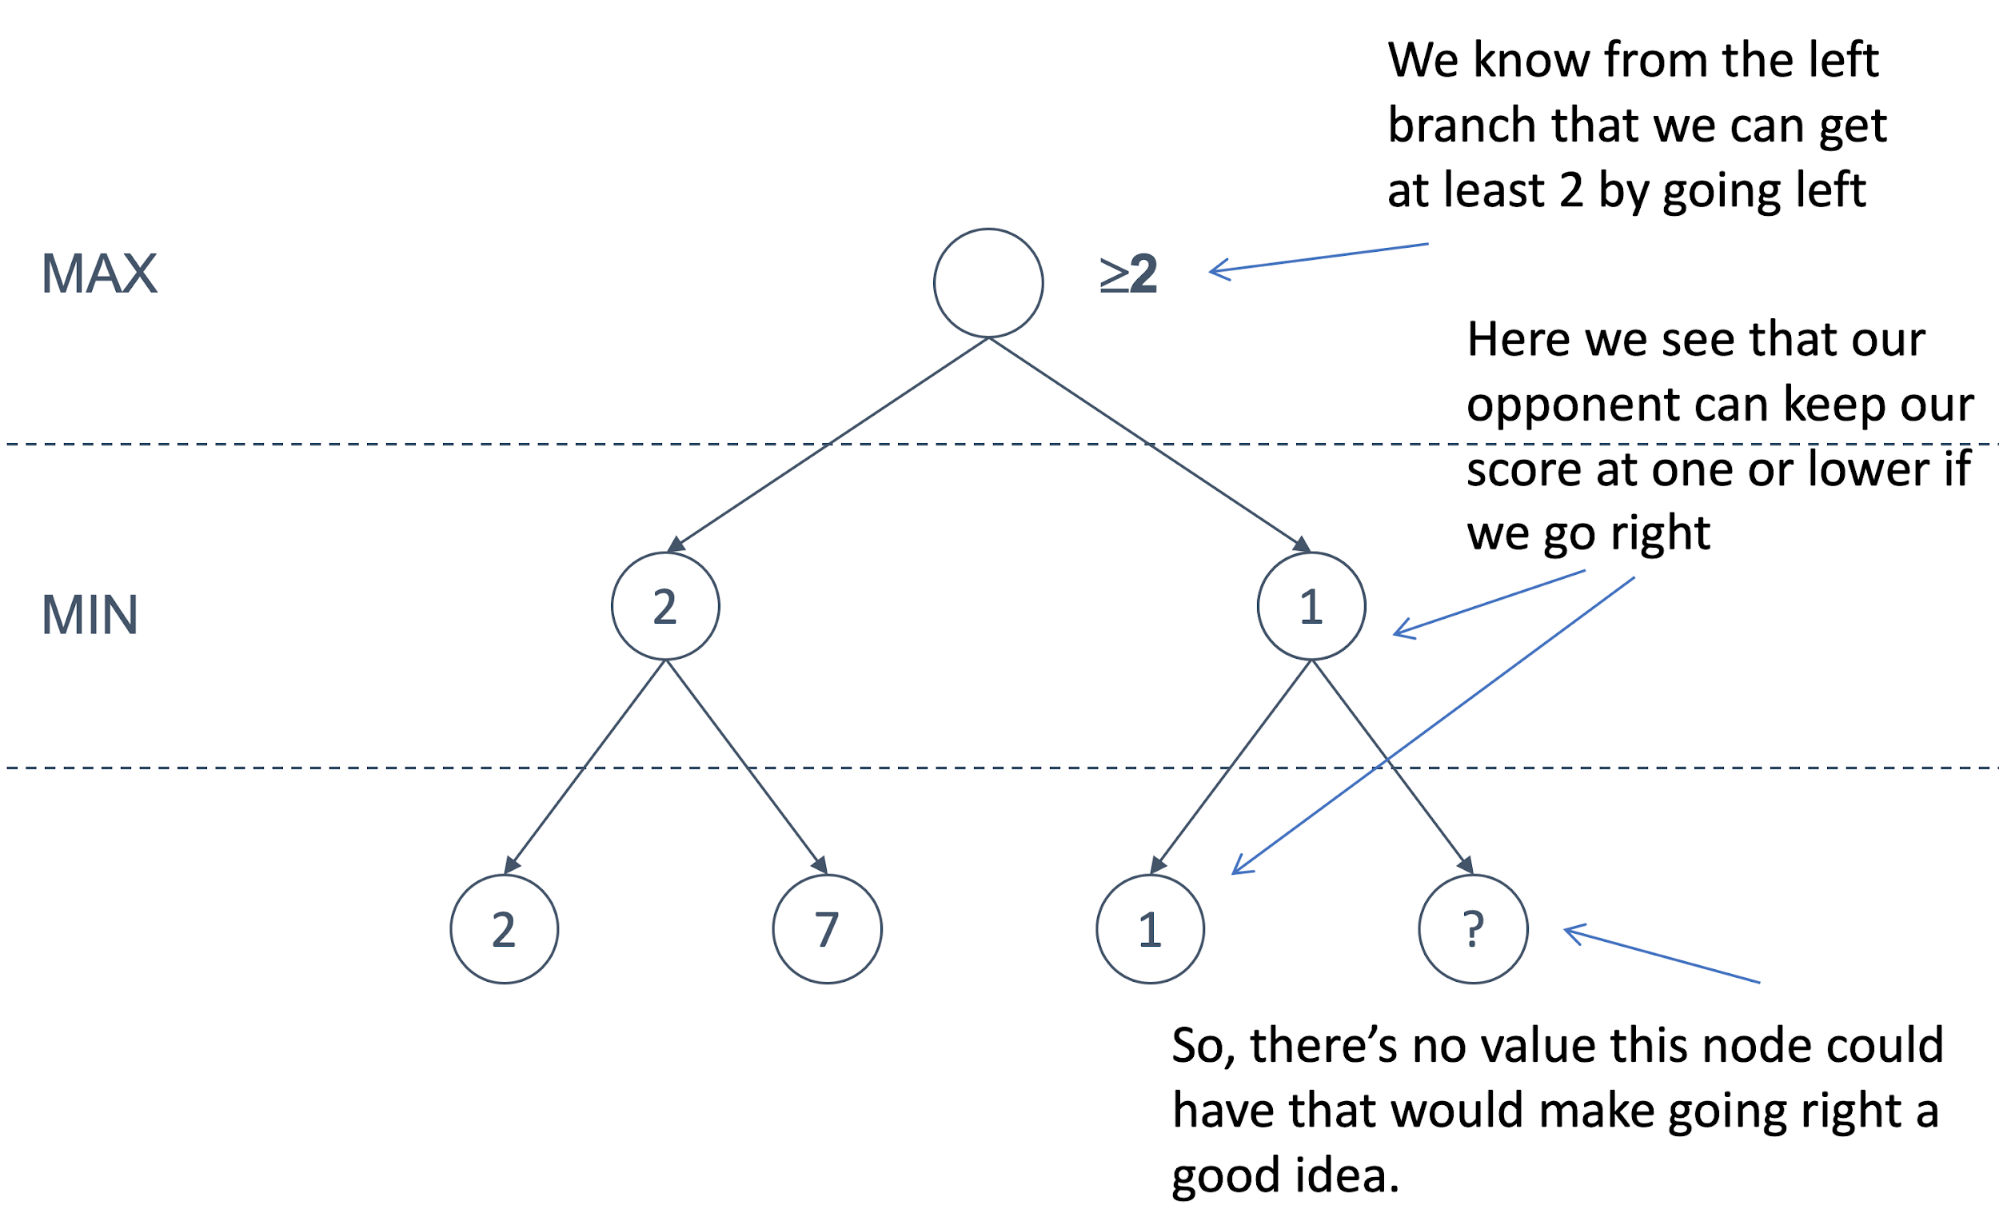 We know from the left
branch that we can get
at least 2 by going left
MAX
≥2
Here we see that our
opponent can keep our
score at one or lower if
we go right
MIN
2
1
2
7
1
?
So, there’s no value this node could
have that would make going right a
good idea.